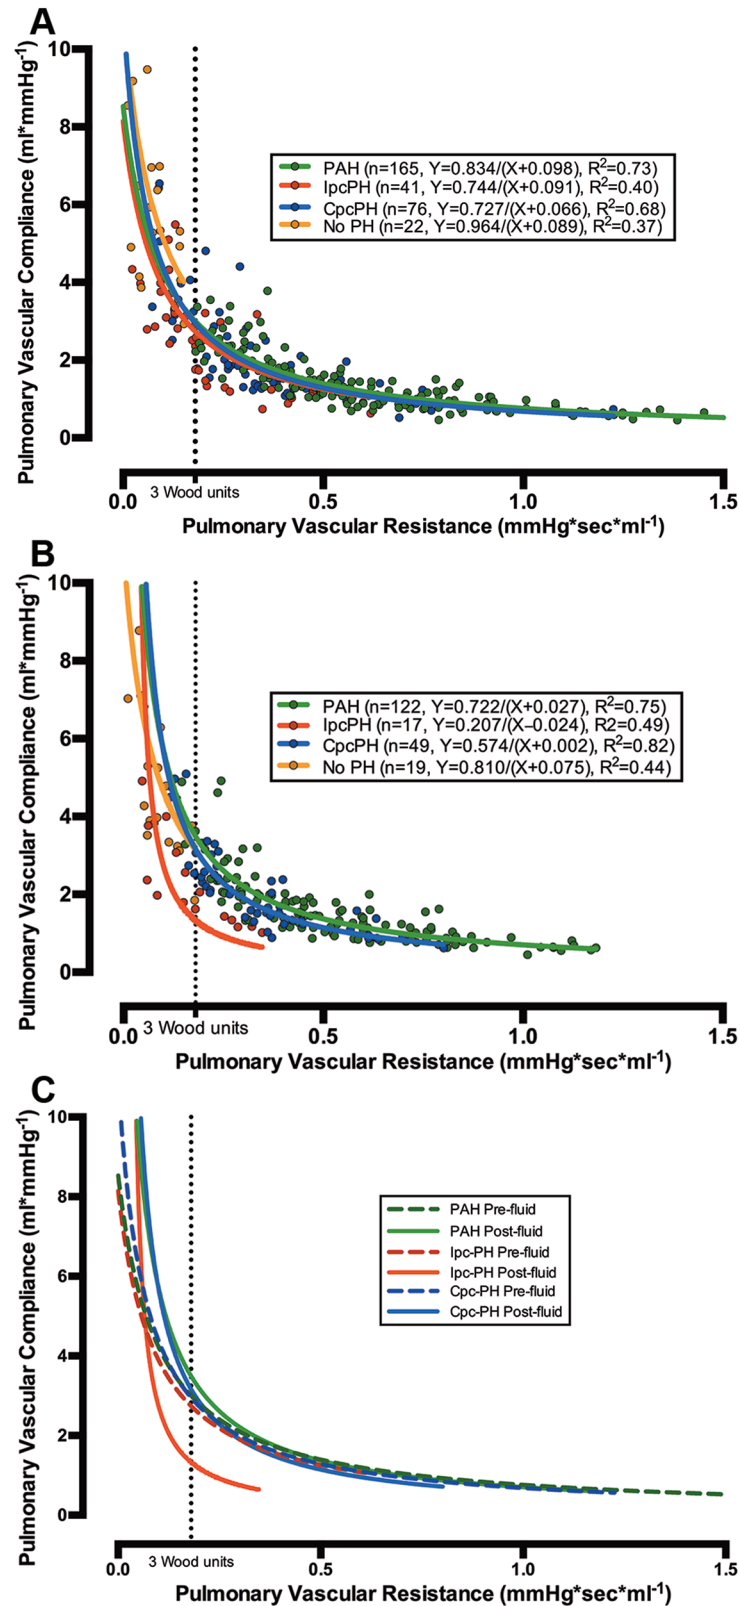 A
Pulmonary Vascular Compliance (ml*mmHg⁻¹)
10
8
6
4
2
0
PAH (n=165, Y=0.834/(X+0.098), R²=0.73)
IpcPH (n=41, Y=0.744/(X+0.091), R²=0.40)
CpcPH (n=76, Y=0.727/(X+0.066), R²=0.68)
No PH (n=22, Y=0.964/(X+0.089), R²=0.37)
3 Wood units
0.0 0.5 1.0 1.5
Pulmonary Vascular Resistance (mmHg*sec*ml⁻¹)
B
Pulmonary Vascular Compliance (ml*mmHg⁻¹)
10
8
6
4
2
0
PAH (n=122, Y=0.722/(X+0.027), R²=0.75)
IpcPH (n=17, Y=0.207/(X–0.024), R2=0.49)
CpcPH (n=49, Y=0.574/(X+0.002), R²=0.82)
No PH (n=19, Y=0.810/(X+0.075), R²=0.44)
3 Wood units
0.0 0.5 1.0 1.5
Pulmonary Vascular Resistance (mmHg*sec*ml⁻¹)
C
Pulmonary Vascular Compliance (ml*mmHg⁻¹)
10
8
6
4
2
0
PAH Pre-fluid
PAH Post-fluid
Ipc-PH Pre-fluid
Ipc-PH Post-fluid
Cpc-PH Pre-fluid
Cpc-PH Post-fluid
3 Wood units
0.0 0.5 1.0 1.5
Pulmonary Vascular Resistance (mmHg*sec*ml⁻¹)